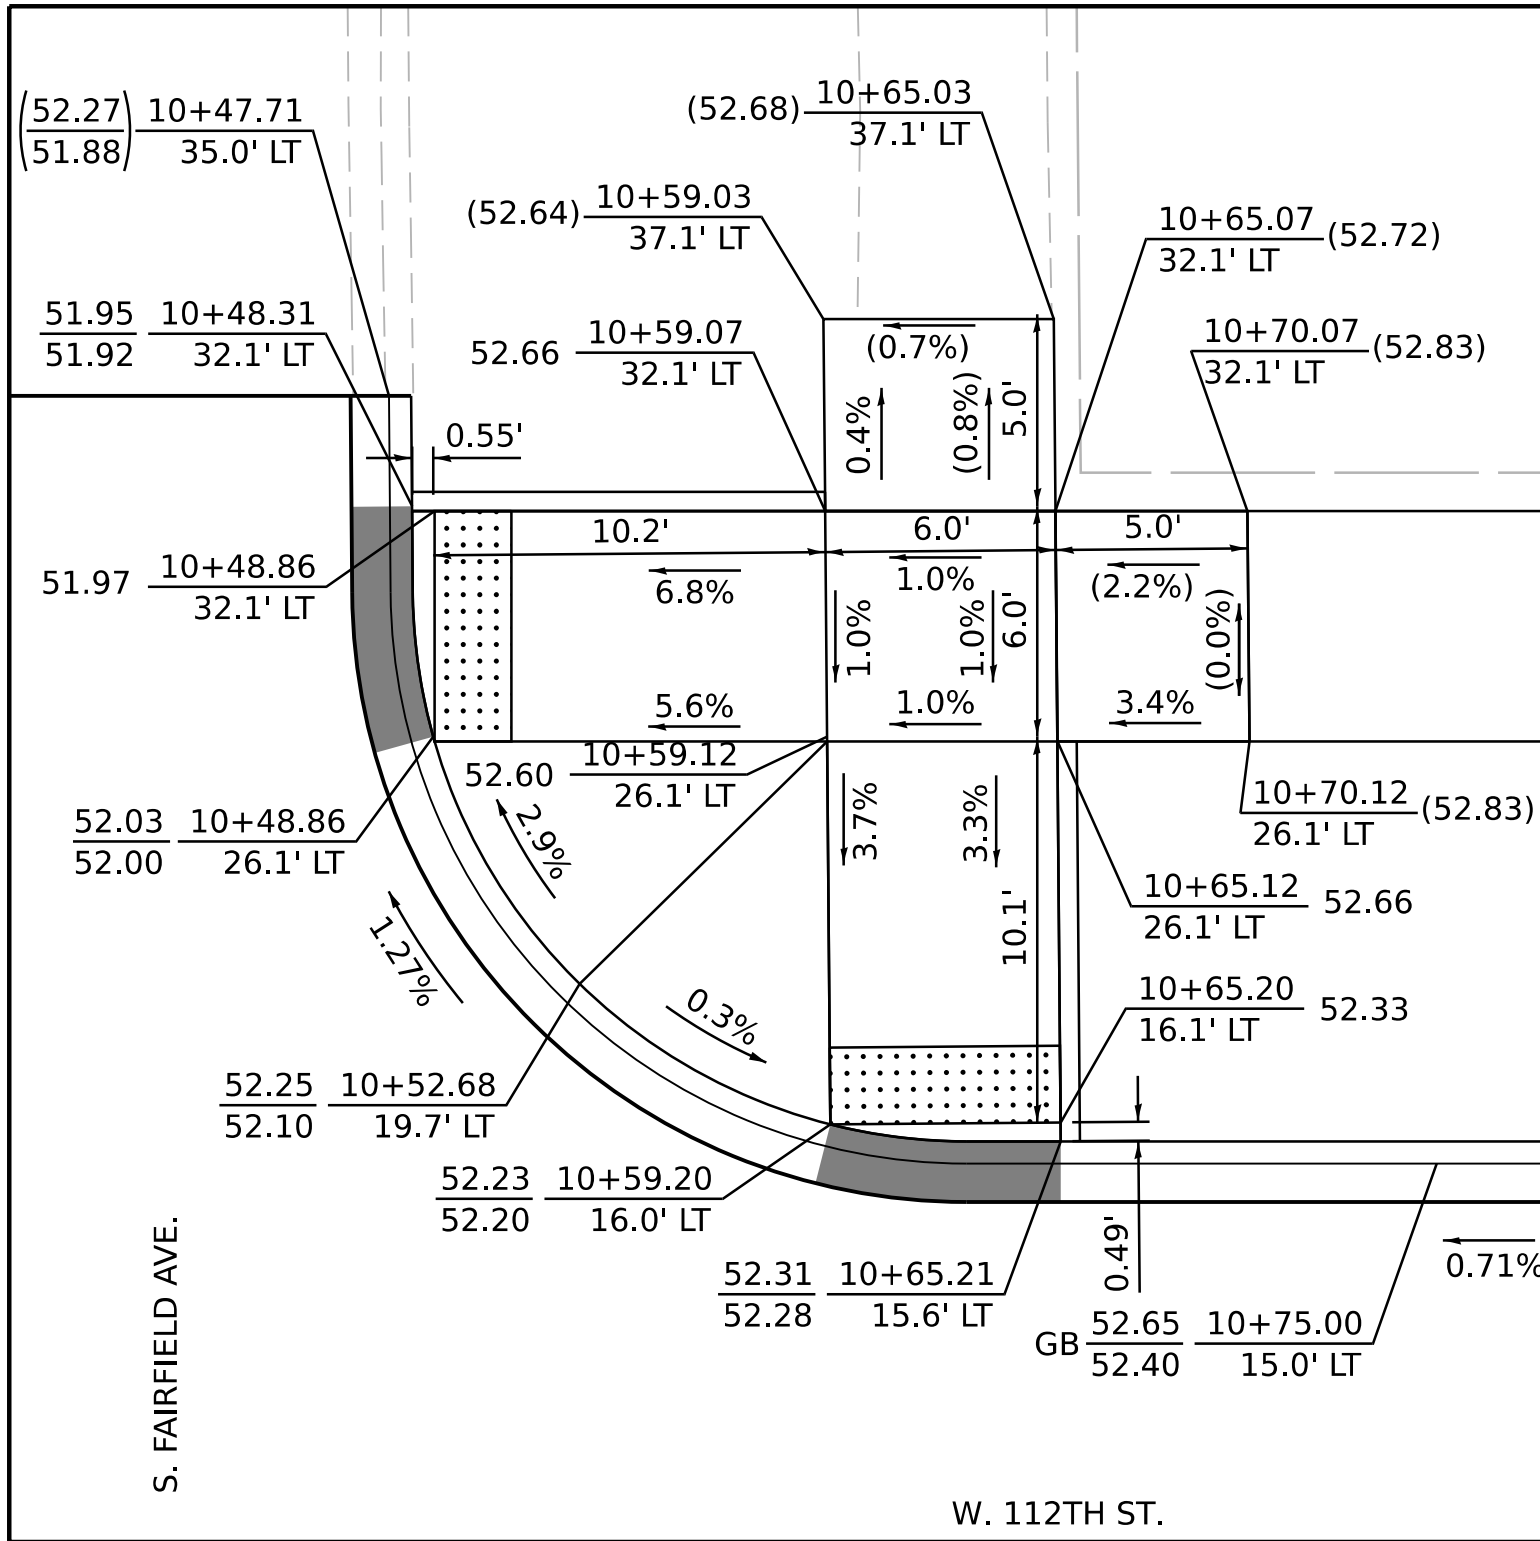 (52.27 10+47.71
51.88) 35.0' LT
(52.68) 10+65.03
37.1' LT
(52.64) 10+59.03
37.1' LT
10+65.07 (52.72)
32.1' LT
51.95 10+48.31
51.92 32.1' LT
52.66 10+59.07
32.1' LT
10+70.07 (52.83)
32.1' LT
(0.7%)
0.4%
(0.8%)
5.0'
0.55'
10.2'
6.0'
5.0'
51.97 10+48.86
32.1' LT
6.8%
1.0%
(2.2%)
1.0%
1.0%
6.0'
(0.0%)
5.6%
1.0%
3.4%
52.60 10+59.12
26.1' LT
52.03 10+48.86
52.00 26.1' LT
2.9%
3.7%
3.3%
10+70.12 (52.83)
26.1' LT
10+65.12 52.66
26.1' LT
10.1'
1.27%
0.3%
10+65.20 52.33
16.1' LT
52.25 10+52.68
52.10 19.7' LT
52.23 10+59.20
52.20 16.0' LT
52.31 10+65.21
52.28 15.6' LT
0.49'
0.71%
GB 52.65 10+75.00
52.40 15.0' LT
S. FAIRFIELD AVE.
W. 112TH ST.